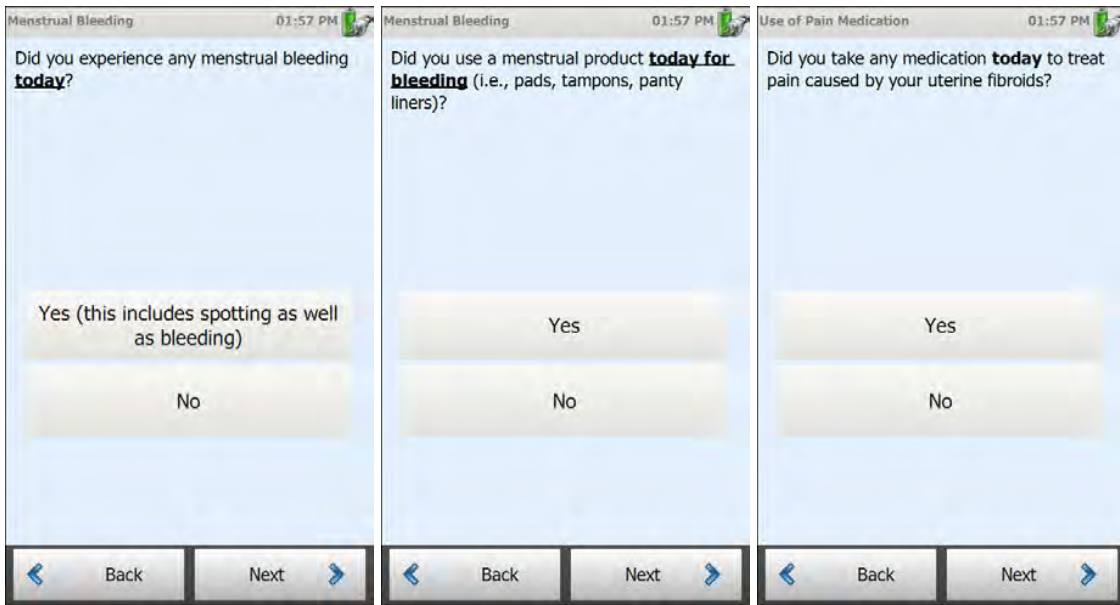 Menstrual Bleeding 01:57 PM
Did you experience any menstrual bleeding
today?
Yes (this includes spotting as well
as bleeding)
No
Back Next
Menstrual Bleeding 01:57 PM
Did you use a menstrual product today for
bleeding (i.e., pads, tampons, panty
liners)?
Yes
No
Back Next
Use of Pain Medication 01:57 PM
Did you take any medication today to treat
pain caused by your uterine fibroids?
Yes
No
Back Next